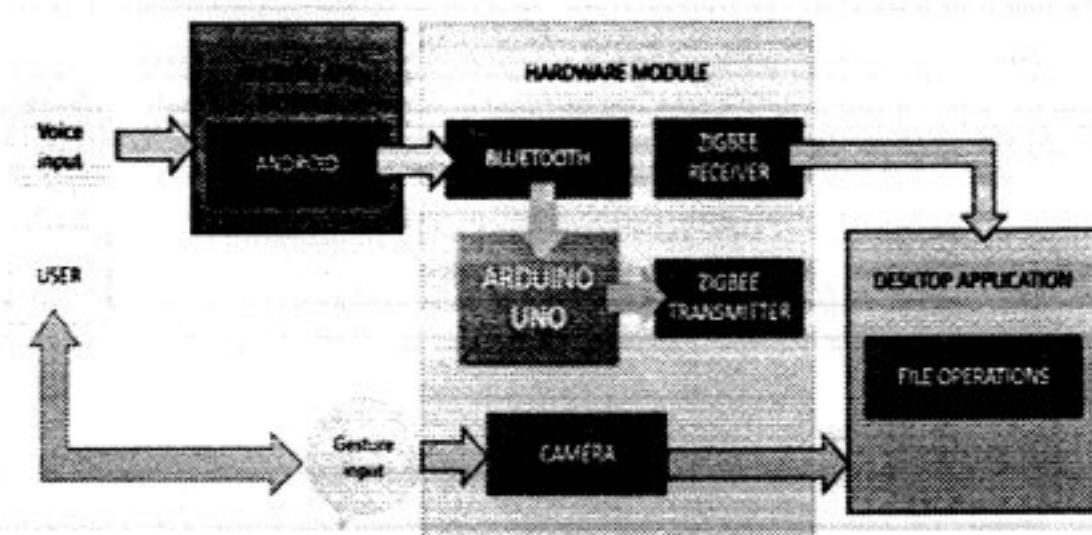 HARDWARE MODULE
Voice
input
ANDROID
BLUETOOTH
ZIGBEE
RECEIVER
USER
ARDUINO
UNO
ZIGBEE
TRANSMITTER
DESKTOP APPLICATION
FILE OPERATIONS
Gesture
input
CAMERA